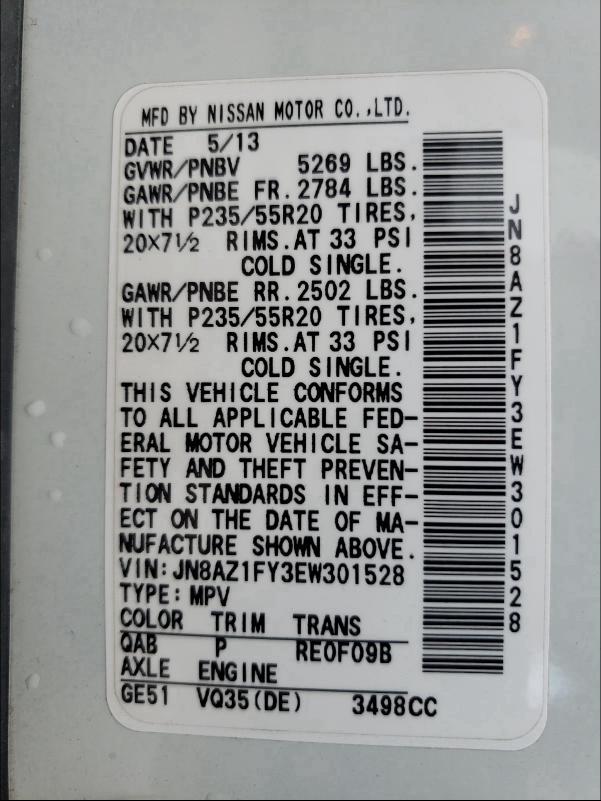 MFD BY NISSAN MOTOR CO.,LTD.
DATE 5/13
GVWR/PNBV 5269 LBS.
GAWR/PNBE FR. 2784 LBS.
WITH P235/55R20 TIRES,
20X7½ RIMS.AT 33 PSI
COLD SINGLE.
GAWR/PNBE RR. 2502 LBS.
WITH P235/55R20 TIRES,
20X7½ RIMS.AT 33 PSI
COLD SINGLE.
THIS VEHICLE CONFORMS
TO ALL APPLICABLE FED-
ERAL MOTOR VEHICLE SA-
FETY AND THEFT PREVEN-
TION STANDARDS IN EFF-
ECT ON THE DATE OF MA-
NUFACTURE SHOWN ABOVE.
VIN:JN8AZ1FY3EW301528
TYPE:MPV
COLOR TRIM TRANS
QAB P RE0F09B
AXLE ENGINE
GE51 VQ35(DE) 3498CC
JN8AZ1FY3EW301528